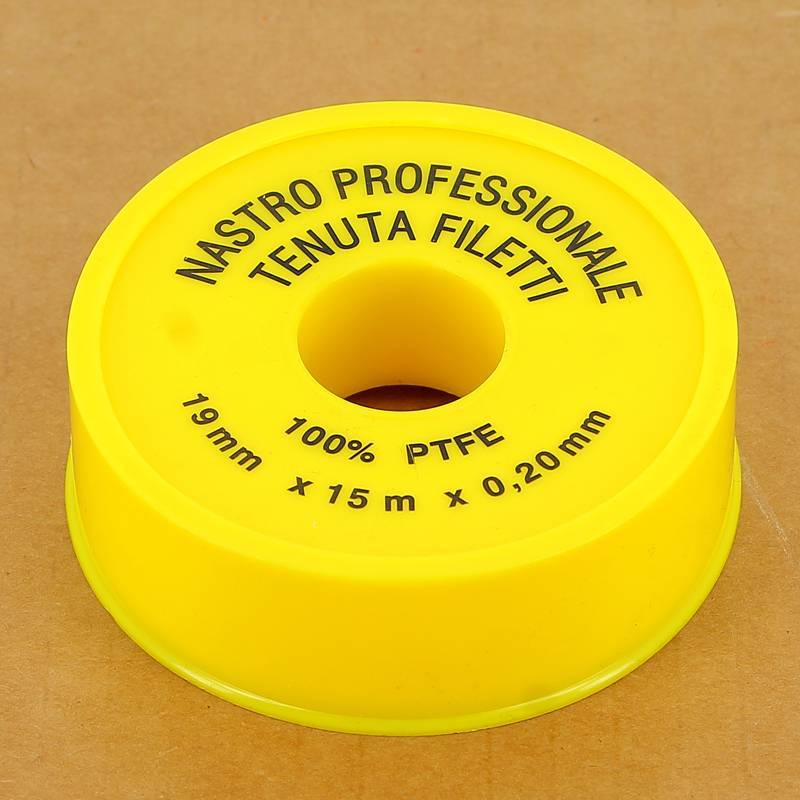 NASTRO PROFESSIONALE
TENUTA FILETTI
100% PTFE
19mm x 15 m x 0,20mm